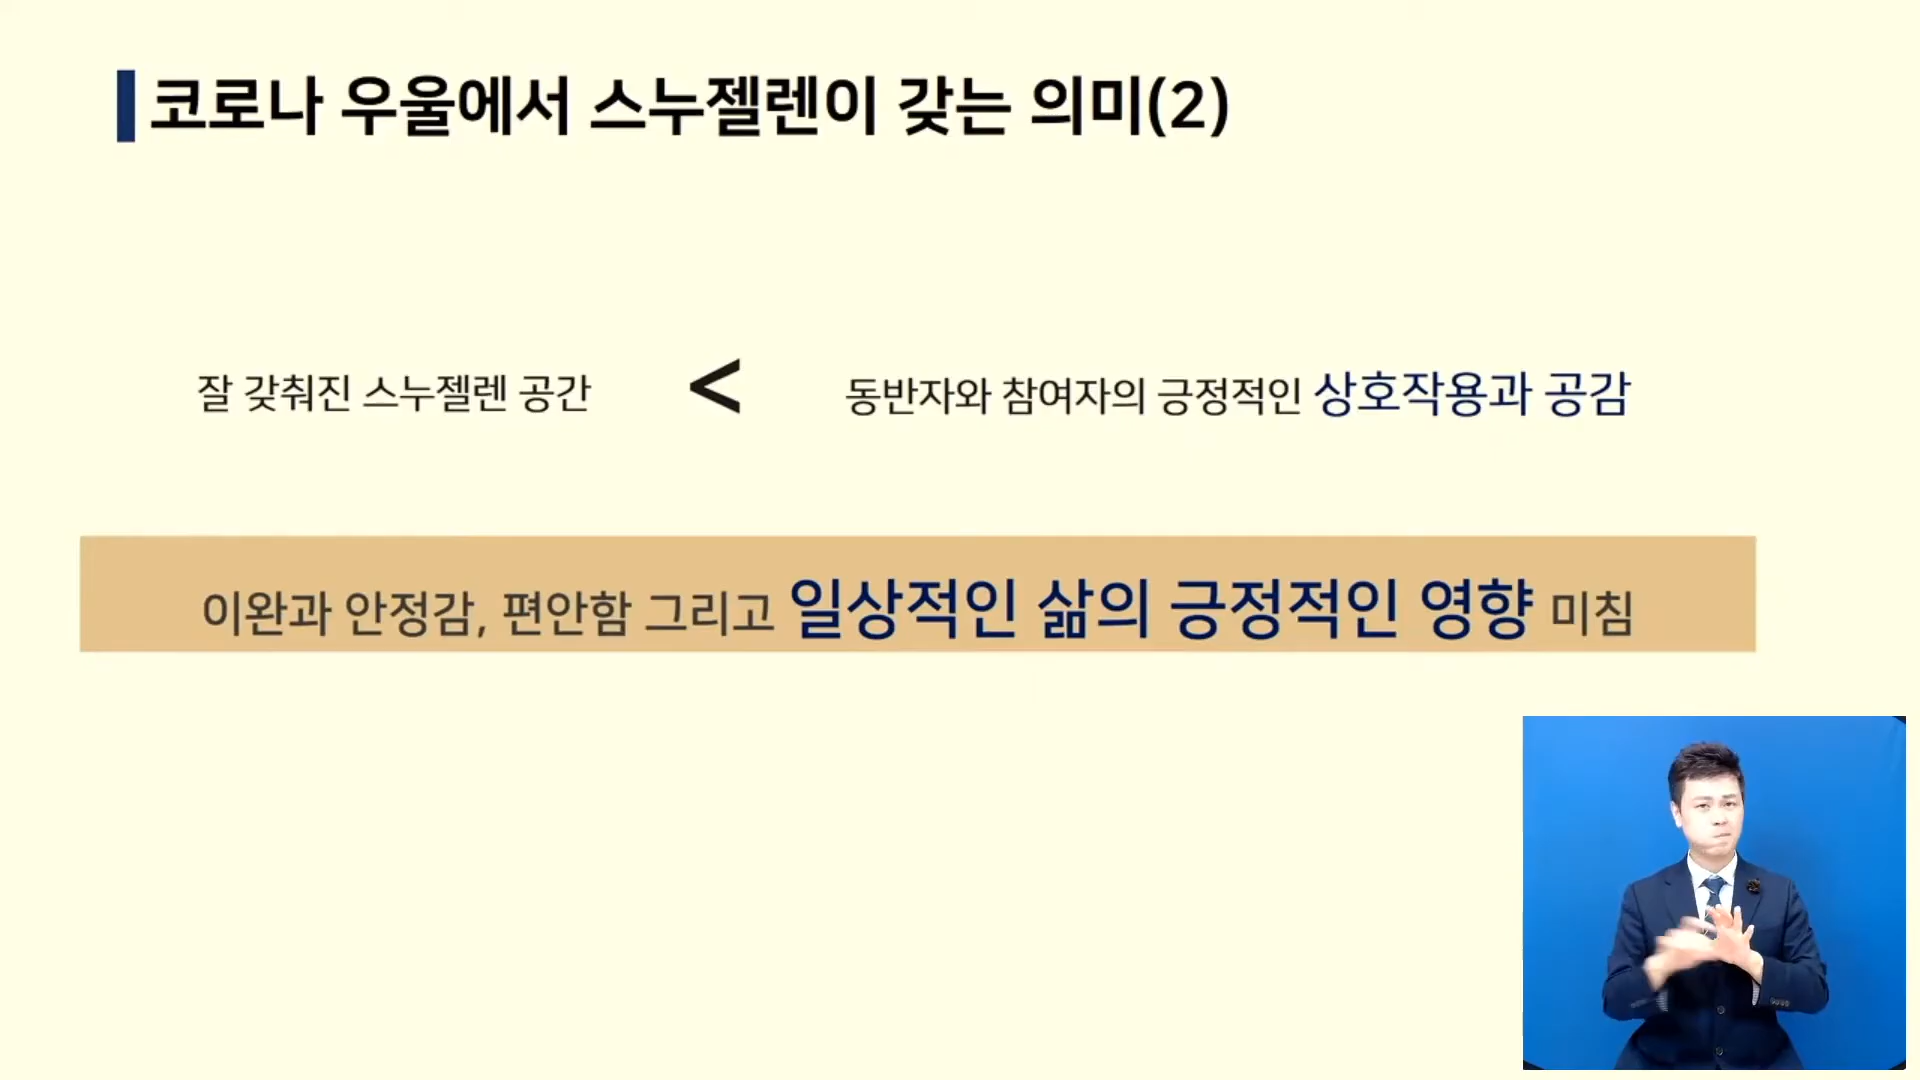 코로나 우울에서 스누젤렌이 갖는 의미(2)
잘 갖춰진 스누젤렌 공간 < 동반자와 참여자의 긍정적인 상호작용과 공감
이완과 안정감, 편안함 그리고 일상적인 삶의 긍정적인 영향 미침